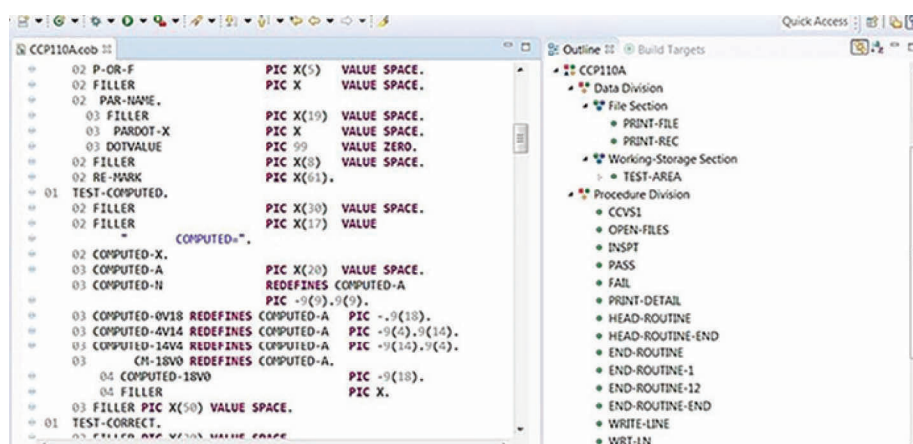 Quick Access
CCP110A.cob
02 P-OR-F PIC X(5) VALUE SPACE.
02 FILLER PIC X VALUE SPACE.
02 PAR-NAME.
03 FILLER PIC X(19) VALUE SPACE.
03 PARDOT-X PIC X VALUE SPACE.
03 DOTVALUE PIC 99 VALUE ZERO.
02 FILLER PIC X(8) VALUE SPACE.
02 RE-MARK PIC X(61).
01 TEST-COMPUTED.
02 FILLER PIC X(30) VALUE SPACE.
02 FILLER PIC X(17) VALUE
" COMPUTED=".
02 COMPUTED-X.
03 COMPUTED-A PIC X(20) VALUE SPACE.
03 COMPUTED-N REDEFINES COMPUTED-A
PIC -9(9).9(9).
03 COMPUTED-0V18 REDEFINES COMPUTED-A PIC -.9(18).
03 COMPUTED-4V14 REDEFINES COMPUTED-A PIC -9(4).9(14).
03 COMPUTED-14V4 REDEFINES COMPUTED-A PIC -9(14).9(4).
03 CM-18V0 REDEFINES COMPUTED-A.
04 COMPUTED-18V0 PIC -9(18).
04 FILLER PIC X.
03 FILLER PIC X(50) VALUE SPACE.
01 TEST-CORRECT.
02 FILLER PIC X(30) VALUE SPACE.
Outline
Build Targets
CCP110A
Data Division
File Section
PRINT-FILE
PRINT-REC
Working-Storage Section
TEST-AREA
Procedure Division
CCVS1
OPEN-FILES
INSPT
PASS
FAIL
PRINT-DETAIL
HEAD-ROUTINE
HEAD-ROUTINE-END
END-ROUTINE
END-ROUTINE-1
END-ROUTINE-12
END-ROUTINE-END
WRITE-LINE
WRT-LN